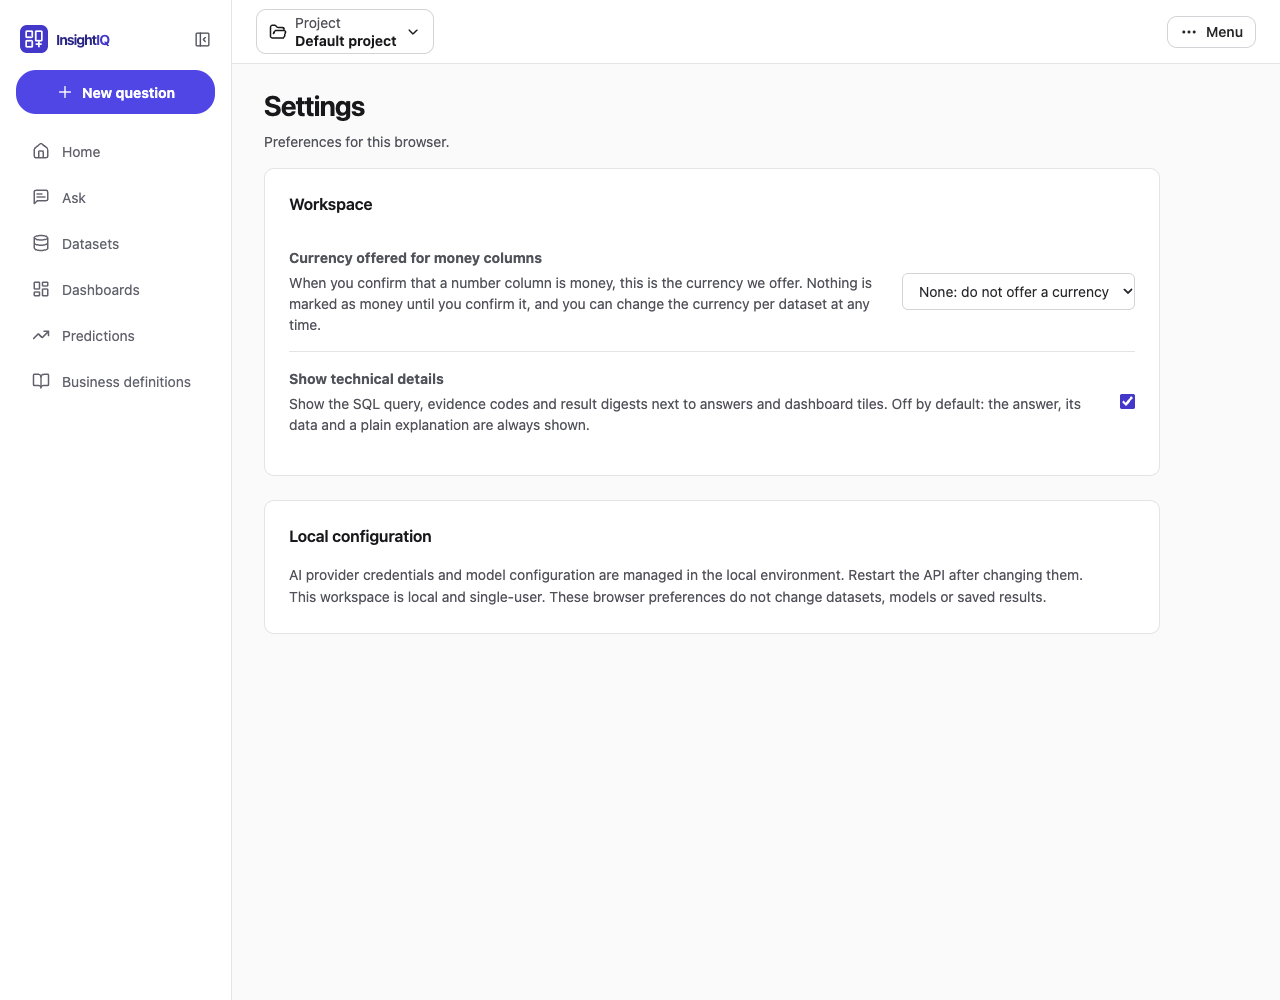 InsightIQ
New question
Home
Ask
Datasets
Dashboards
Predictions
Business definitions
Project
Default project
Menu
Settings
Preferences for this browser.
Workspace
Currency offered for money columns
When you confirm that a number column is money, this is the currency we offer. Nothing is
marked as money until you confirm it, and you can change the currency per dataset at any
time.
None: do not offer a currency
Show technical details
Show the SQL query, evidence codes and result digests next to answers and dashboard tiles. Off by default: the answer, its
data and a plain explanation are always shown.
Local configuration
AI provider credentials and model configuration are managed in the local environment. Restart the API after changing them.
This workspace is local and single-user. These browser preferences do not change datasets, models or saved results.